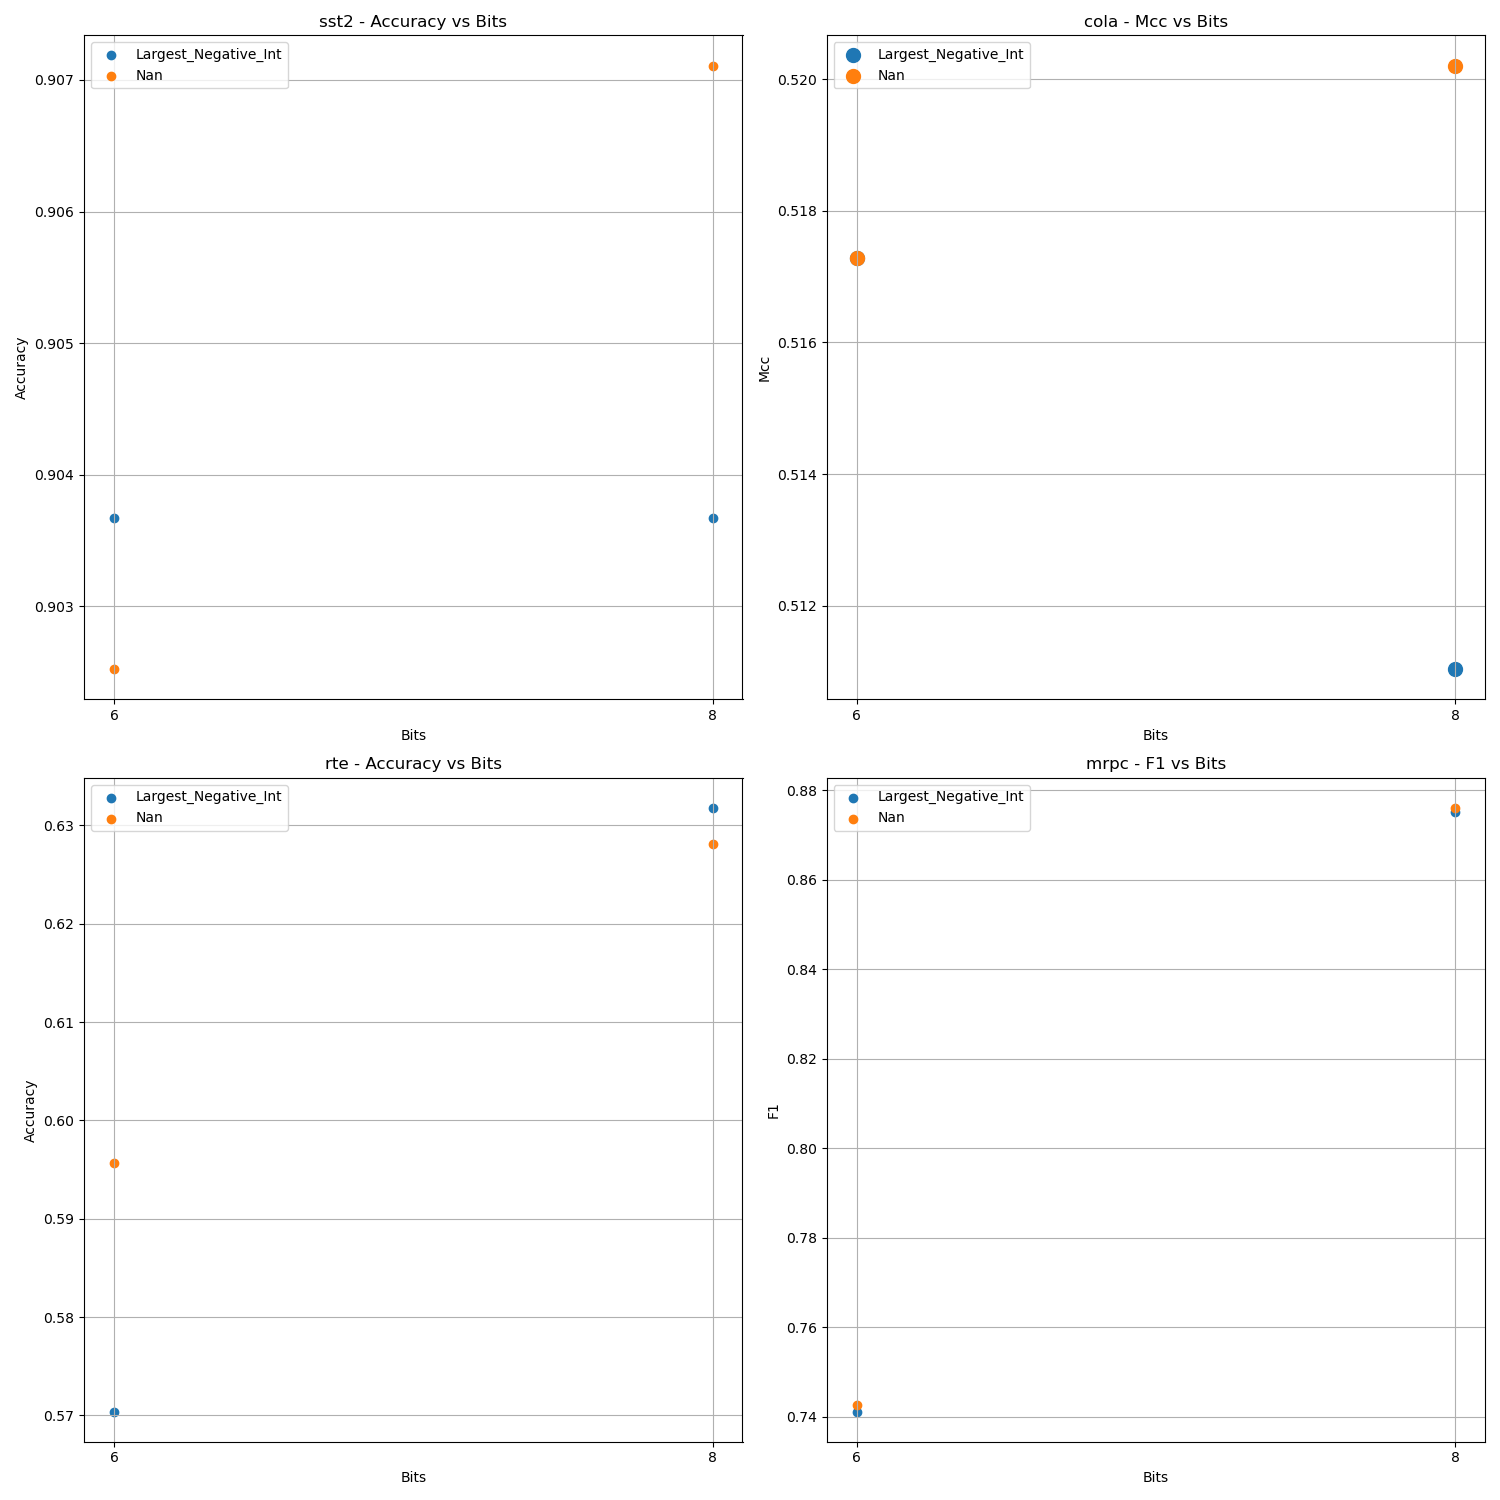 sst2 - Accuracy vs Bits
Largest_Negative_Int
Nan
0.907
0.906
0.905
0.904
0.903
Accuracy
6
8
Bits
cola - Mcc vs Bits
Largest_Negative_Int
Nan
0.520
0.518
0.516
0.514
0.512
Mcc
6
8
Bits
rte - Accuracy vs Bits
Largest_Negative_Int
Nan
0.63
0.62
0.61
0.60
0.59
0.58
0.57
Accuracy
6
8
Bits
mrpc - F1 vs Bits
Largest_Negative_Int
Nan
0.88
0.86
0.84
0.82
0.80
0.78
0.76
0.74
F1
6
8
Bits